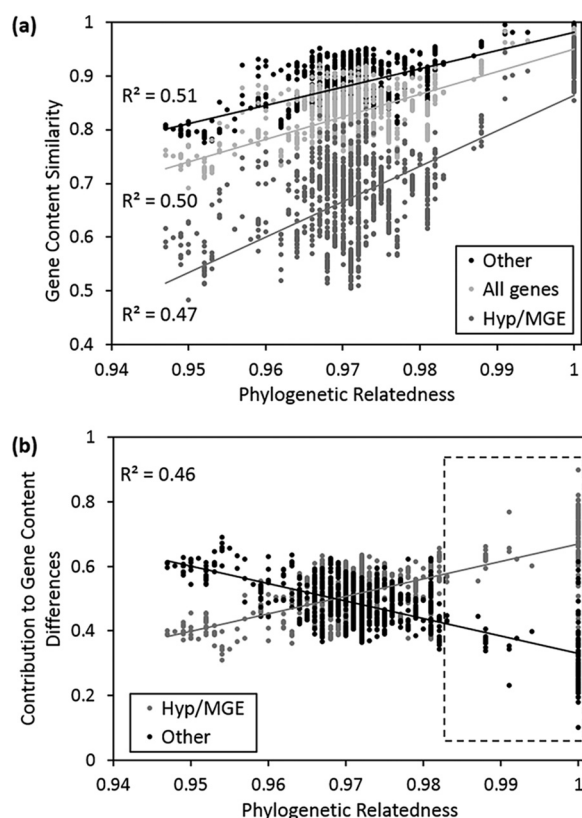 (a)
1
0.9
0.8
0.7
0.6
0.5
0.4
Gene Content Similarity
R² = 0.51
R² = 0.50
R² = 0.47
Other
All genes
Hyp/MGE
0.94 0.95 0.96 0.97 0.98 0.99 1
Phylogenetic Relatedness
(b)
1
0.8
0.6
0.4
0.2
0
Contribution to Gene Content
Differences
R² = 0.46
Hyp/MGE
Other
0.94 0.95 0.96 0.97 0.98 0.99 1
Phylogenetic Relatedness